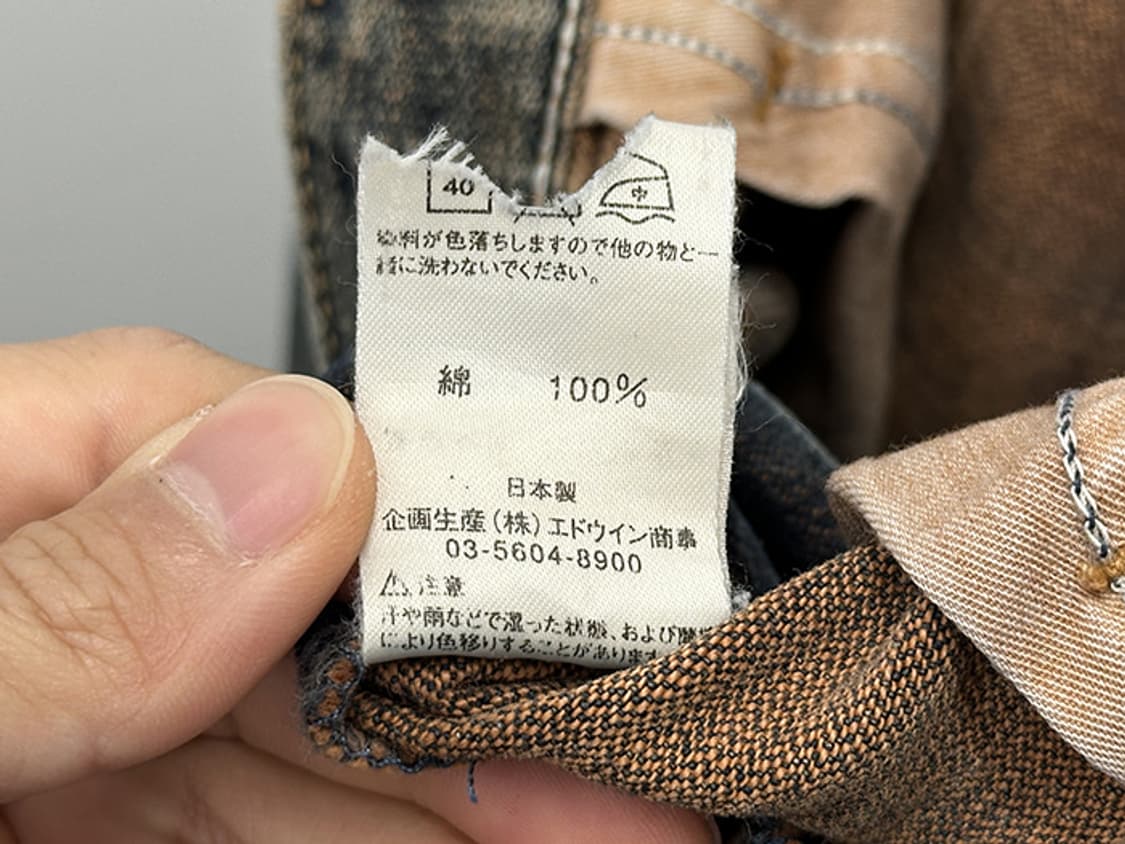 40 中
染料が色落ちしますので他の物と一
緒に洗わないでください。
綿 100%
日本製
企画生産(株)エドウイン商事
03-5604-8900
注意
汗や雨などで湿った状態、および摩擦
により色移りすることがあります